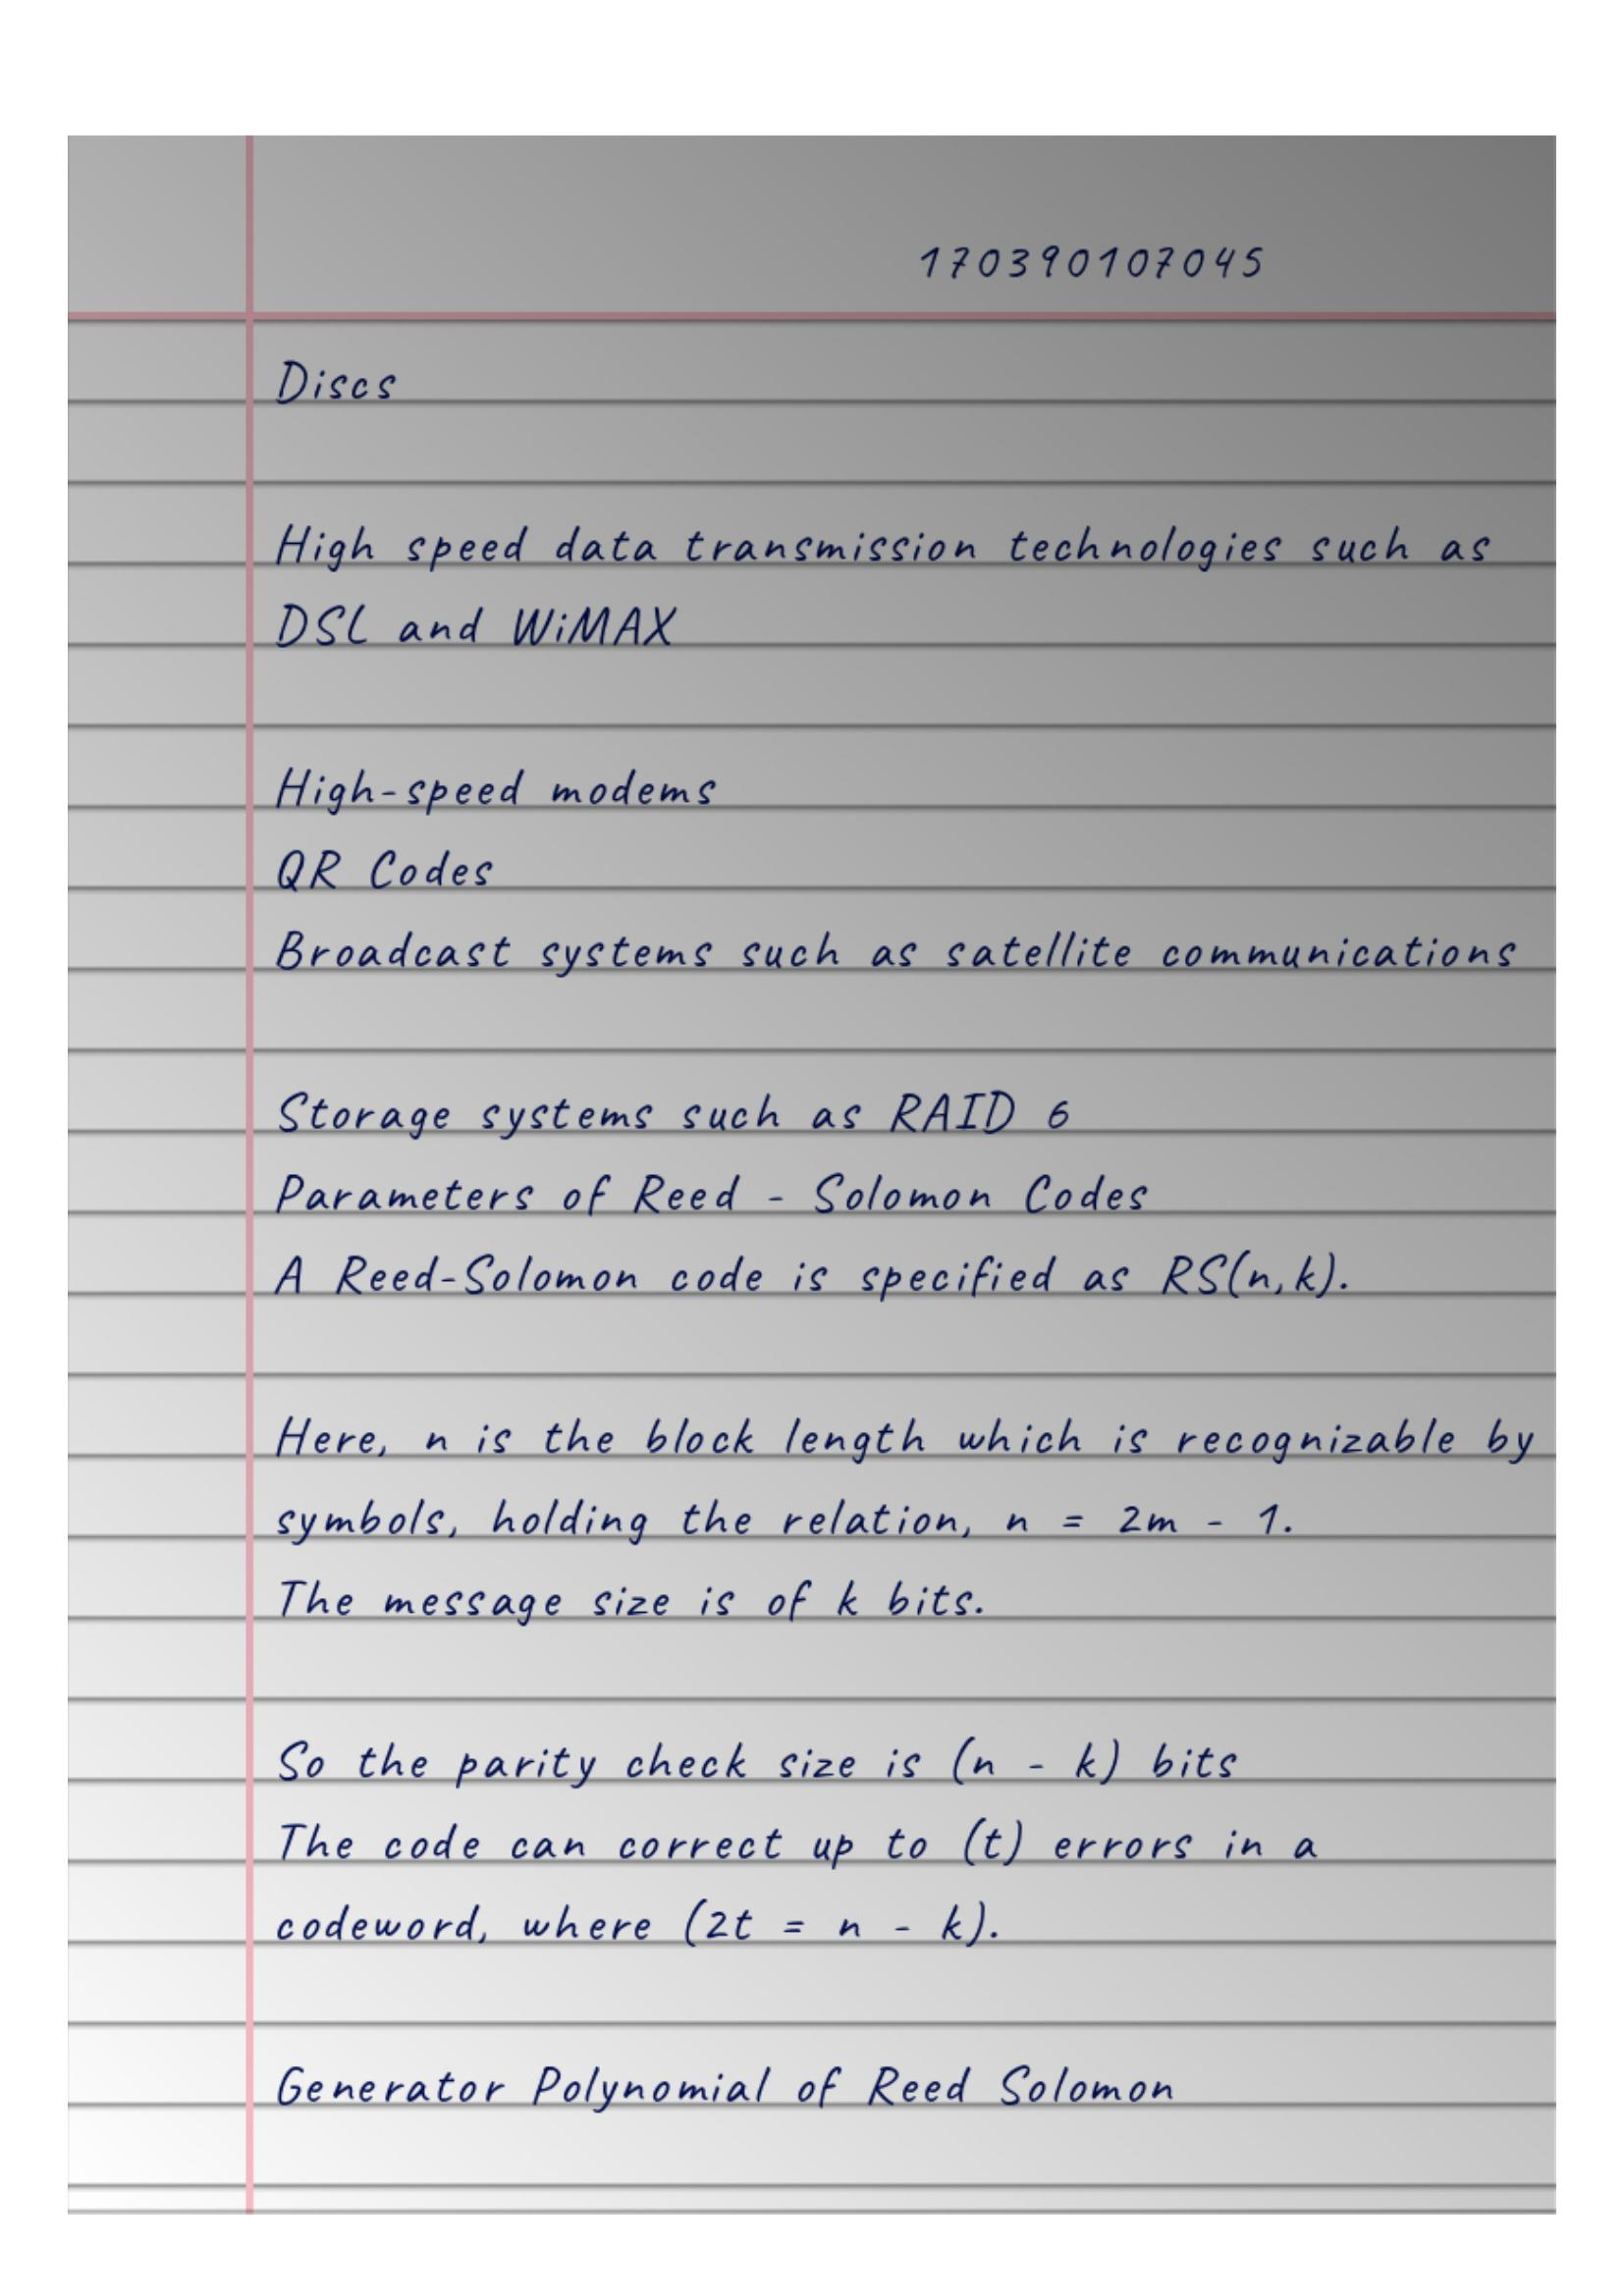 170390107045
Discs
High speed data transmission technologies such as
DSL and WiMAX
High-speed modems
QR Codes
Broadcast systems such as satellite communications
Storage systems such as RAID 6
Parameters of Reed - Solomon Codes
A Reed-Solomon code is specified as RS(n,k).
Here, n is the block length which is recognizable by
symbols, holding the relation, n = 2m - 1.
The message size is of k bits.
So the parity check size is (n - k) bits
The code can correct up to (t) errors in a
codeword, where (2t = n - k).
Generator Polynomial of Reed Solomon